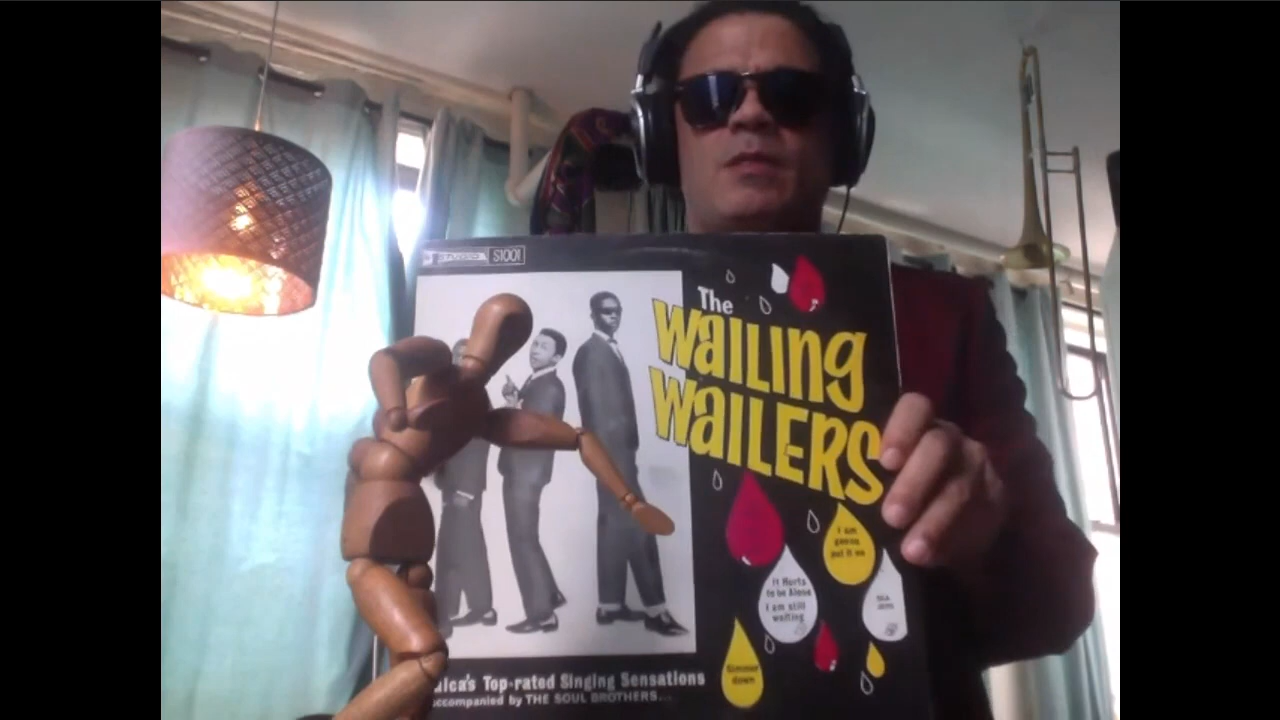 STUDIO S1001
The
WAILING
WAILERS
I am
gonna
put it on
It Hurts
to be Alone
I am still
waiting
SKA
JERK
Simmer
down
aica's Top-rated Singing Sensations
accompanied by THE SOUL BROTHERS...